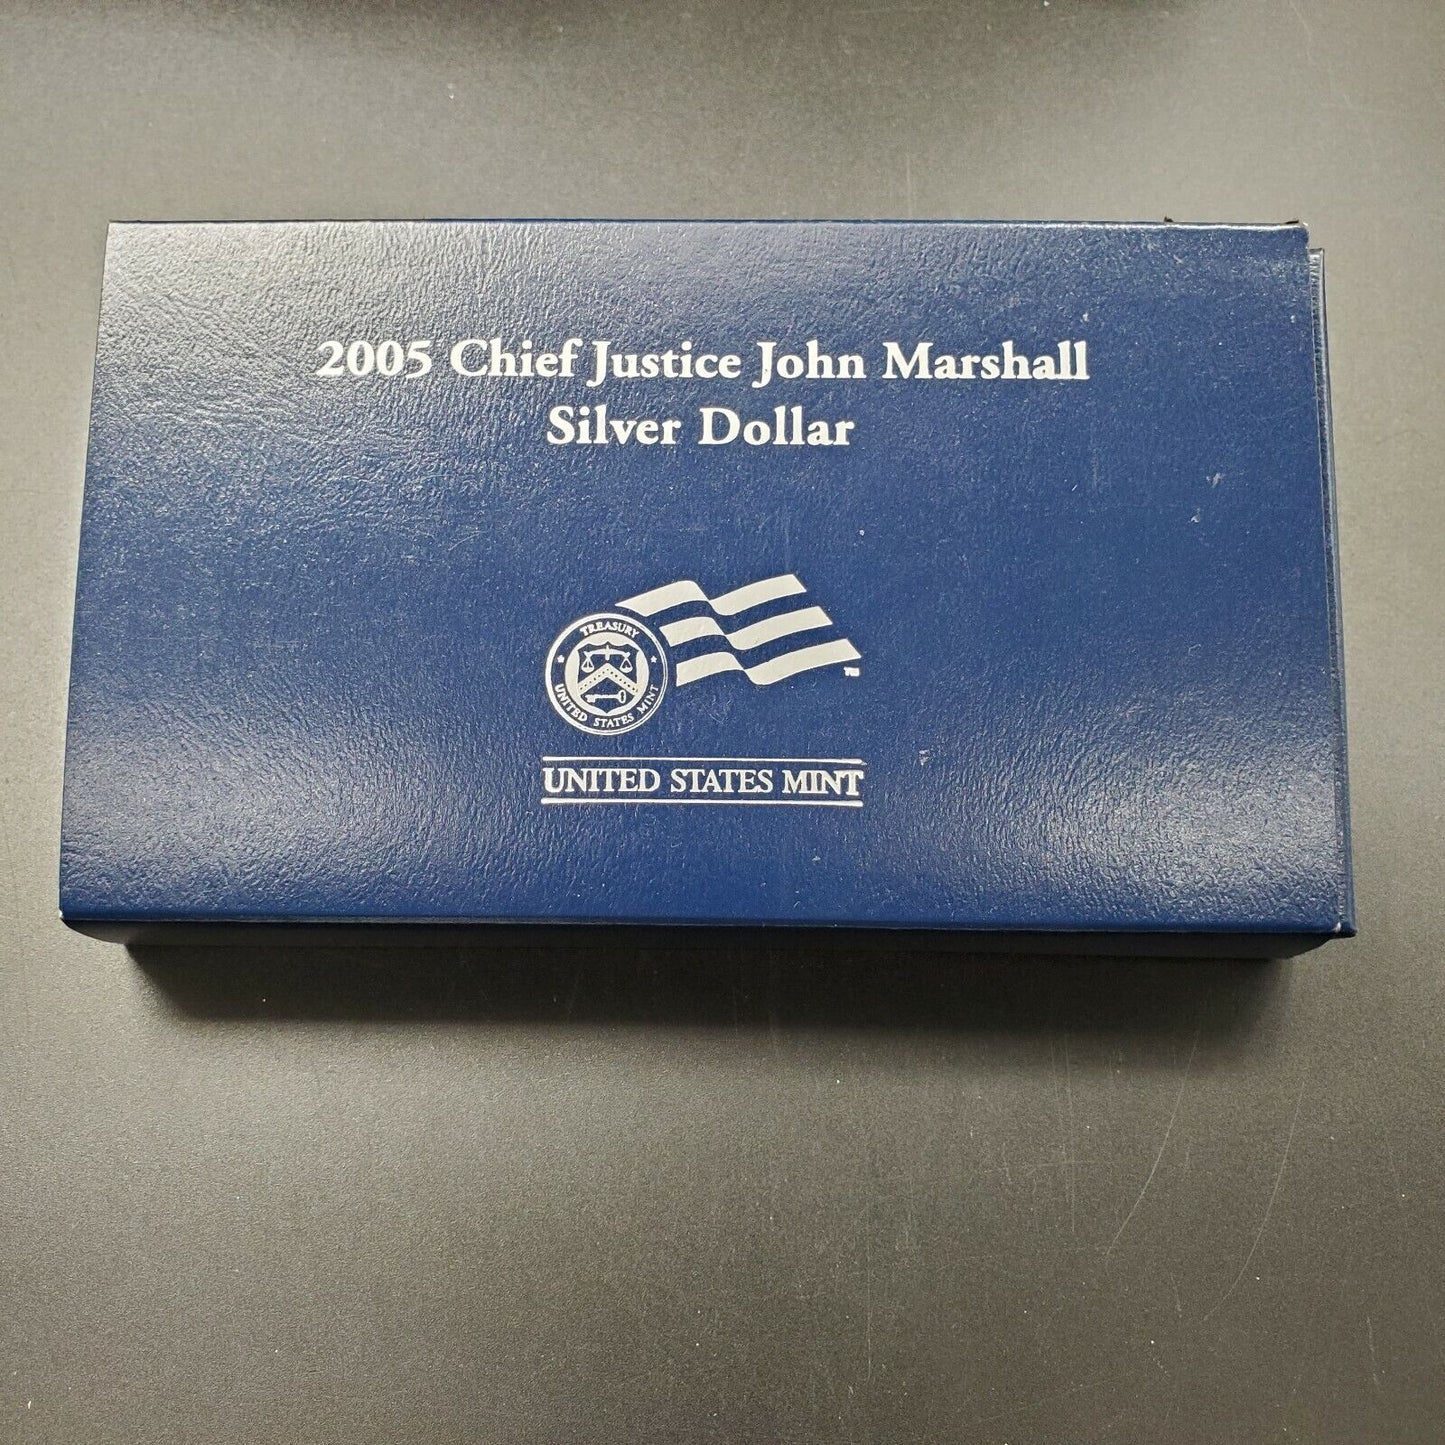 2005 Chief Justice John Marshall
Silver Dollar
TREASURY
UNITED STATES MINT
TM
UNITED STATES MINT